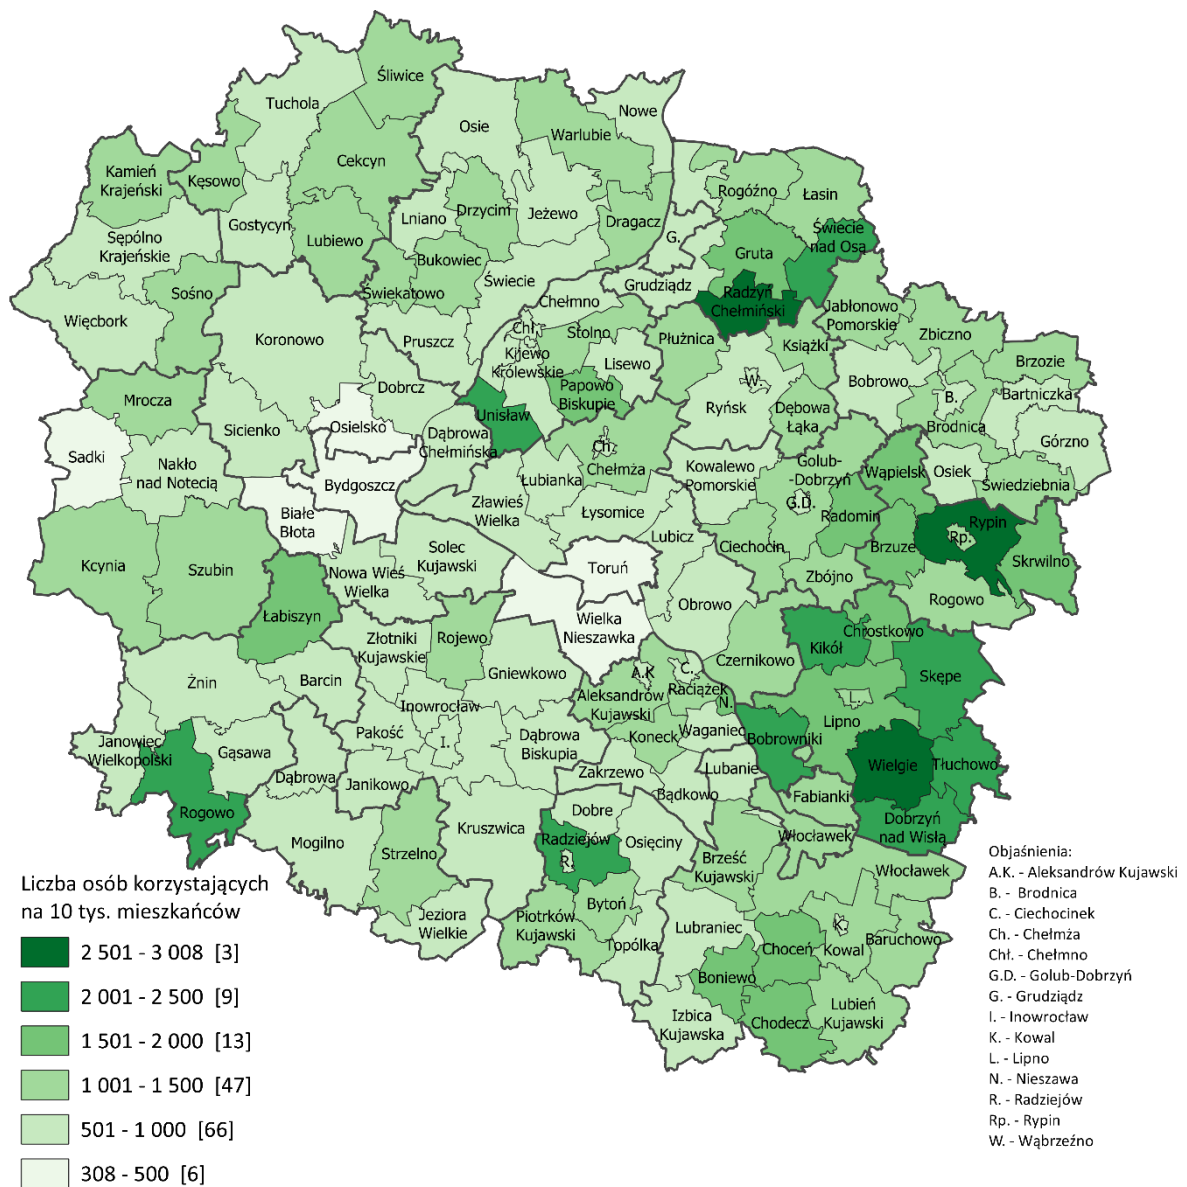 Śliwice
Tuchola
Nowe
Osie
Warlubie
Cekcyn
Kamień
Krajeński
Kęsowo
Rogóźno
Łasin
Lniano
Drzycim
Jeżewo
Dragacz
Gostycyn
Świecie
nad Osą
Sępólno
Krajeńskie
Lubiewo
G.
Gruta
Bukowiec
Świecie
Grudziądz
Radzyń
Chełmiński
Sośno
Świekatowo
Chełmno
Jabłonowo
Pomorskie
Więcbork
Koronowo
Pruszcz
Chł.
Stolno
Płużnica
Książki
Zbiczno
Kijewo
Królewskie
Lisewo
Brzozie
Dobrcz
Papowo
Biskupie
W.
Bobrowo
Bartniczka
Mrocza
Ryńsk
B.
Unisław
Dębowa
Łąka
Brodnica
Osielsko
Sicienko
Dąbrowa
Chełmińska
Górzno
Sadki
Nakło
nad Notecią
Ch.
Chełmża
Kowalewo
Pomorskie
Golub-
-Dobrzyń
Wąpielsk
Osiek
Bydgoszcz
Łubianka
Świedziebnia
Zławieś
Wielka
G.D.
Białe
Błota
Łysomice
Radomin
Rypin
Rp.
Lubicz
Ciechocin
Brzuze
Solec
Kujawski
Skrwilno
Kcynia
Szubin
Nowa Wieś
Wielka
Toruń
Zbójno
Rogowo
Obrowo
Łabiszyn
Wielka
Nieszawka
Złotniki
Kujawskie
Rojewo
Chrostkowo
Kikół
Czernikowo
Żnin
Barcin
Gniewkowo
A.K
C.
Raciążek
Skępe
Aleksandrów
Kujawski
N.
L.
Inowrocław
Lipno
Pakość
Waganiec
Janowiec
Wielkopolski
Gąsawa
I.
Dąbrowa
Biskupia
Koneck
Bobrowniki
Wielgie
Tłuchowo
Dąbrowa
Janikowo
Zakrzewo
Lubanie
Bądkowo
Fabianki
Rogowo
Dobre
Dobrzyń
nad Wisłą
Kruszwica
Włocławek
Mogilno
Radziejów
Osięciny
Strzelno
R.
Brześć
Kujawski
Włocławek
Bytoń
Jeziora
Wielkie
Piotrków
Kujawski
Lubraniec
K.
Kowal
Baruchowo
Topólka
Choceń
Boniewo
Izbica
Kujawska
Chodecz
Lubień
Kujawski
Liczba osób korzystających
na 10 tys. mieszkańców
2 501 - 3 008 [3]
2 001 - 2 500 [9]
1 501 - 2 000 [13]
1 001 - 1 500 [47]
501 - 1 000 [66]
308 - 500 [6]
Objaśnienia:
A.K. - Aleksandrów Kujawski
B. - Brodnica
C. - Ciechocinek
Ch. - Chełmża
Chł. - Chełmno
G.D. - Golub-Dobrzyń
G. - Grudziądz
I. - Inowrocław
K. - Kowal
L. - Lipno
N. - Nieszawa
R. - Radziejów
Rp. - Rypin
W. - Wąbrzeźno